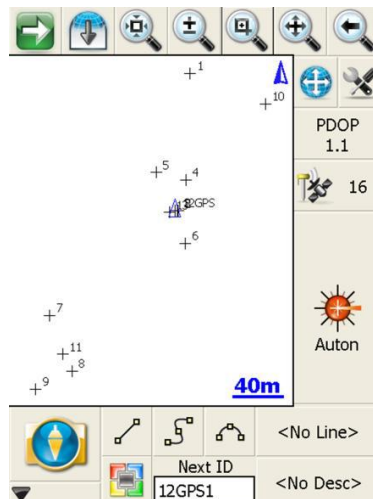 1
10
PDOP
1.1
5
4
12GPS
16
6
7
Auton
11
8
9
40m
<No Line>
Next ID
12GPS1
<No Desc>